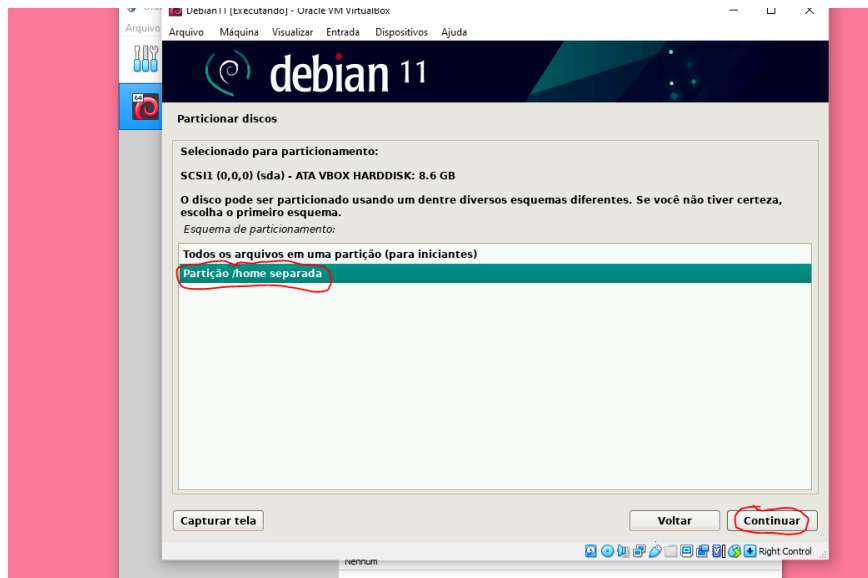 Debian11 [Executando] - Oracle VM VirtualBox
Arquivo
Arquivo Máquina Visualizar Entrada Dispositivos Ajuda
64
debian 11
Particionar discos
Selecionado para particionamento:
SCSI1 (0,0,0) (sda) - ATA VBOX HARDDISK: 8.6 GB
O disco pode ser particionado usando um dentre diversos esquemas diferentes. Se você não tiver certeza,
escolha o primeiro esquema.
Esquema de particionamento:
Todos os arquivos em uma partição (para iniciantes)
Partição /home separada
Capturar tela
Voltar
Continuar
Right Control
Nenhum